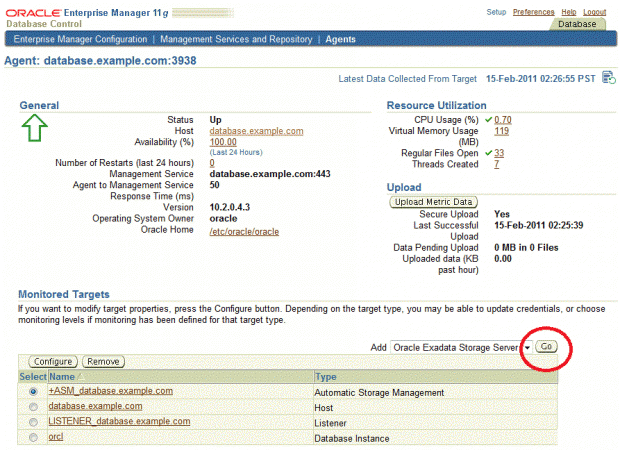 ORACLE Enterprise Manager 11g
Database Control
Setup Preferences Help Logout
Database
Enterprise Manager Configuration | Management Services and Repository | Agents
Agent: database.example.com:3938
Latest Data Collected From Target 15-Feb-2011 02:26:55 PST
General
Status Up
Host database.example.com
Availability (%) 100.00
(Last 24 Hours)
Number of Restarts (last 24 hours) 0
Management Service database.example.com:443
Agent to Management Service 50
Response Time (ms)
Version 10.2.0.4.3
Operating System Owner oracle
Oracle Home /etc/oracle/oracle
Resource Utilization
CPU Usage (%) 0.70
Virtual Memory Usage 119
(MB)
Regular Files Open 33
Threads Created 7
Upload
Upload Metric Data
Secure Upload Yes
Last Successful 15-Feb-2011 02:25:39
Upload
Data Pending Upload 0 MB in 0 Files
Uploaded data (KB 0.00
past hour)
Monitored Targets
If you want to modify target properties, press the Configure button. Depending on the target type, you may be able to update credentials, or choose
monitoring levels if monitoring has been defined for that target type.
Add Oracle Exadata Storage Server Go
Configure Remove
Select Name Type
+ASM_database.example.com Automatic Storage Management
database.example.com Host
LISTENER_database.example.com Listener
orcl Database Instance